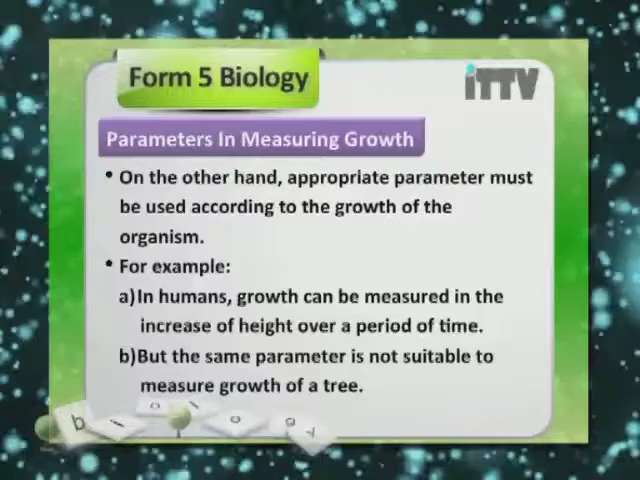 Form 5 Biology
iTTV
Parameters In Measuring Growth
• On the other hand, appropriate parameter must
be used according to the growth of the
organism.
• For example:
a)In humans, growth can be measured in the
increase of height over a period of time.
b)But the same parameter is not suitable to
measure growth of a tree.
b i o l o g y